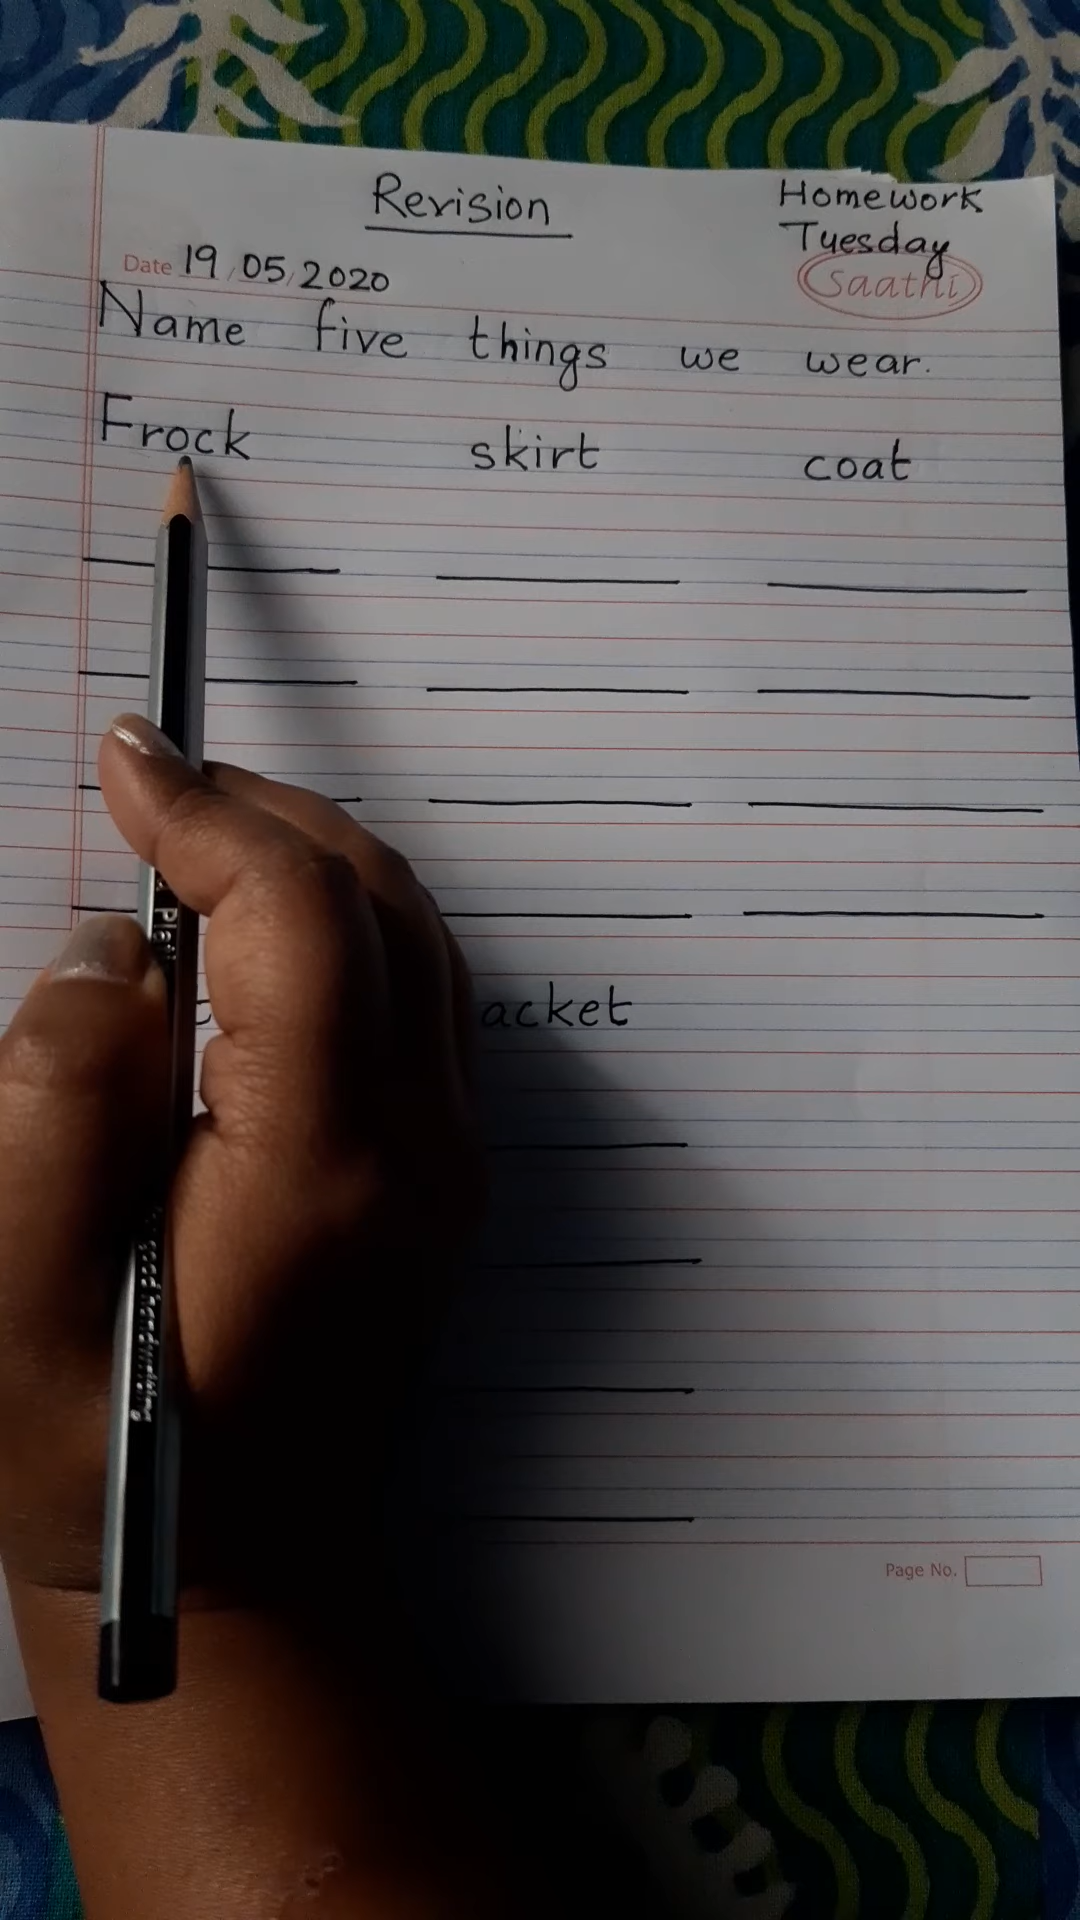 Revision
Homework
Tuesday
saathi
Date 19/05/2020
Name five things we wear.
Frock skirt coat
acket
Page No.